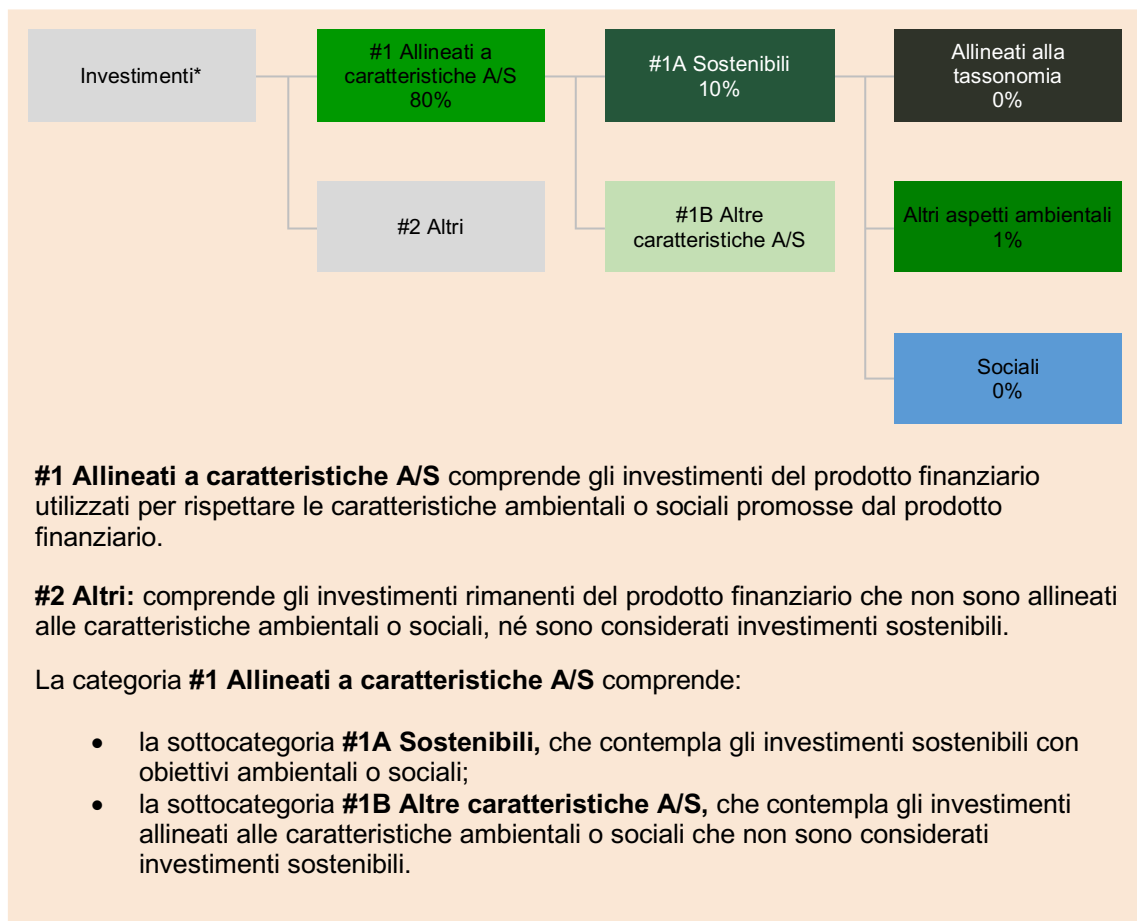 Investimenti*
#1 Allineati a
caratteristiche A/S
80%
#1A Sostenibili
10%
Allineati alla
tassonomia
0%
#2 Altri
#1B Altre
caratteristiche A/S
Altri aspetti ambientali
1%
Sociali
0%
#1 Allineati a caratteristiche A/S comprende gli investimenti del prodotto finanziario
utilizzati per rispettare le caratteristiche ambientali o sociali promosse dal prodotto
finanziario.
#2 Altri: comprende gli investimenti rimanenti del prodotto finanziario che non sono allineati
alle caratteristiche ambientali o sociali, né sono considerati investimenti sostenibili.
La categoria #1 Allineati a caratteristiche A/S comprende:
• la sottocategoria #1A Sostenibili, che contempla gli investimenti sostenibili con
obiettivi ambientali o sociali;
• la sottocategoria #1B Altre caratteristiche A/S, che contempla gli investimenti
allineati alle caratteristiche ambientali o sociali che non sono considerati
investimenti sostenibili.